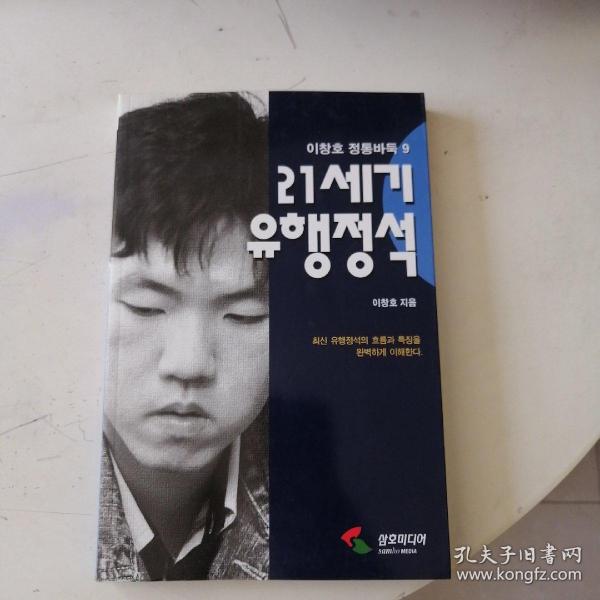 이창호 정통바둑 9
21세기
유행정석
이창호 지음
최신 유행정석의 흐름과 특징을
완벽하게 이해한다.
삼호미디어
samho MEDIA
孔夫子旧书网
www.kongfz.com